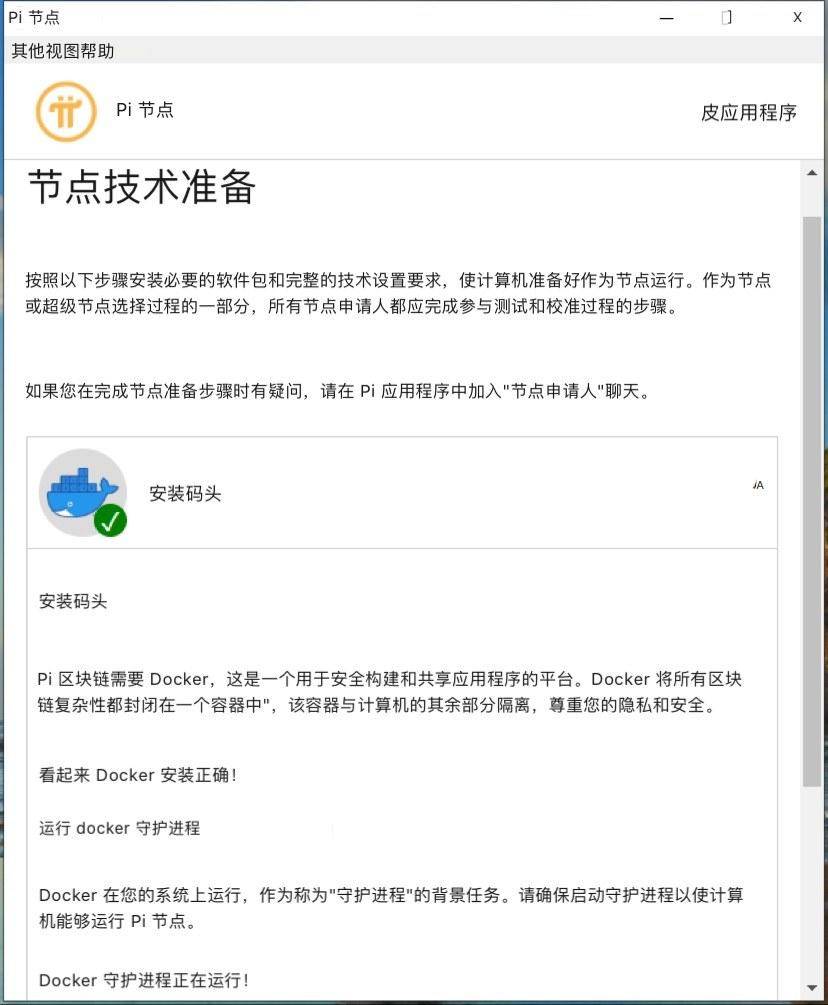 Pi 节点
其他视图帮助
Pi 节点
皮应用程序
节点技术准备
按照以下步骤安装必要的软件包和完整的技术设置要求，使计算机准备好作为节点运行。作为节点
或超级节点选择过程的一部分，所有节点申请人都应完成参与测试和校准过程的步骤。
如果您在完成节点准备步骤时有疑问，请在 Pi 应用程序中加入"节点申请人"聊天。
安装码头
安装码头
Pi 区块链需要 Docker，这是一个用于安全构建和共享应用程序的平台。Docker 将所有区块
链复杂性都封闭在一个容器中"，该容器与计算机的其余部分隔离，尊重您的隐私和安全。
看起来 Docker 安装正确！
运行 docker 守护进程
Docker 在您的系统上运行，作为称为"守护进程"的背景任务。请确保启动守护进程以使计算
机能够运行 Pi 节点。
Docker 守护进程正在运行！